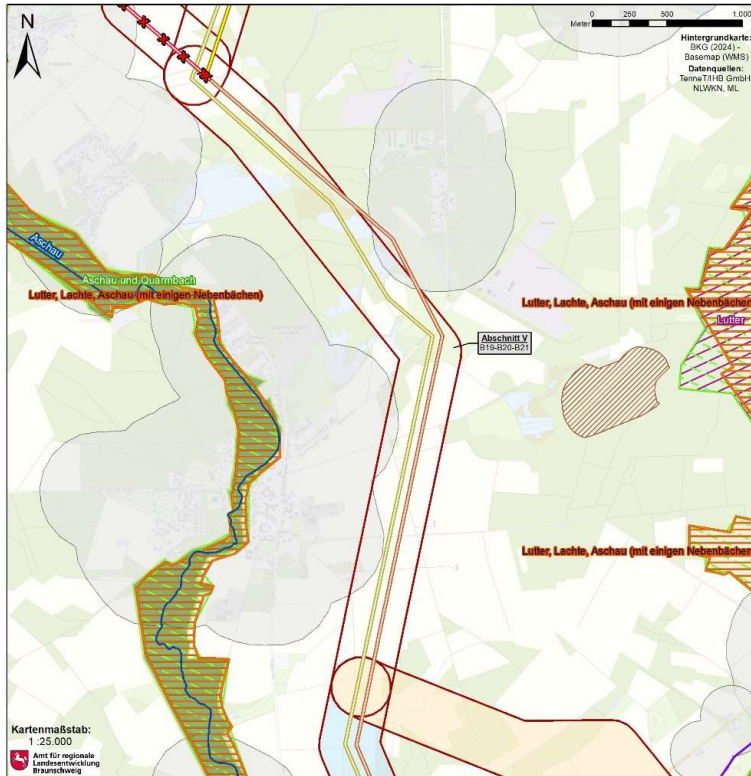 N
0 250 500 1.000
Meter
Hintergrundkarte:
BKG (2024) -
Basemap (WMS)
Datenquellen:
TenneT/IHB GmbH
NLWKN, ML
Aschau
Aschau und Quarmbach
Lutter, Lachte, Aschau (mit einigen Nebenbächen)
Lutter, Lachte, Aschau (mit einigen Nebenbächen
Lutter
Abschnitt V
B19-B20-B21
Lutter, Lachte, Aschau (mit einigen Nebenbächen
Kartenmaßstab:
1 :25.000
Amt für regionale
Landesentwicklung
Braunschweig